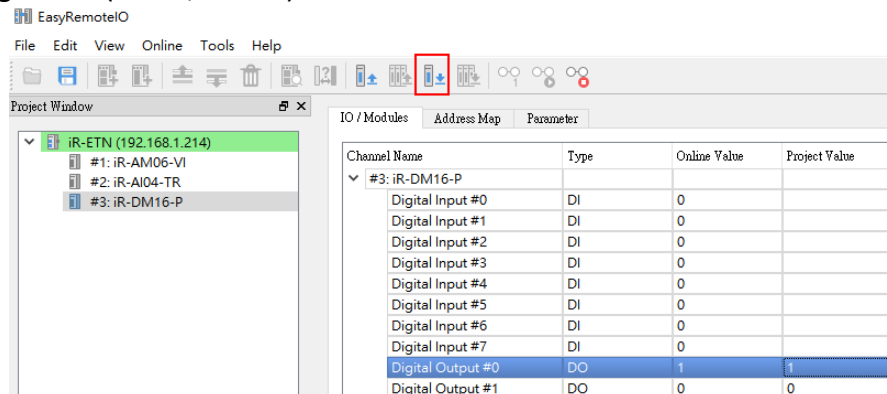 EasyRemoteIO
File Edit View Online Tools Help
Project Window
IO / Modules Address Map Parameter
iR-ETN (192.168.1.214)
#1: iR-AM06-VI
#2: iR-AI04-TR
#3: iR-DM16-P
Channel Name Type Online Value Project Value
#3: iR-DM16-P
Digital Input #0 DI 0
Digital Input #1 DI 0
Digital Input #2 DI 0
Digital Input #3 DI 0
Digital Input #4 DI 0
Digital Input #5 DI 0
Digital Input #6 DI 0
Digital Input #7 DI 0
Digital Output #0 DO 1 1
Digital Output #1 DO 0 0